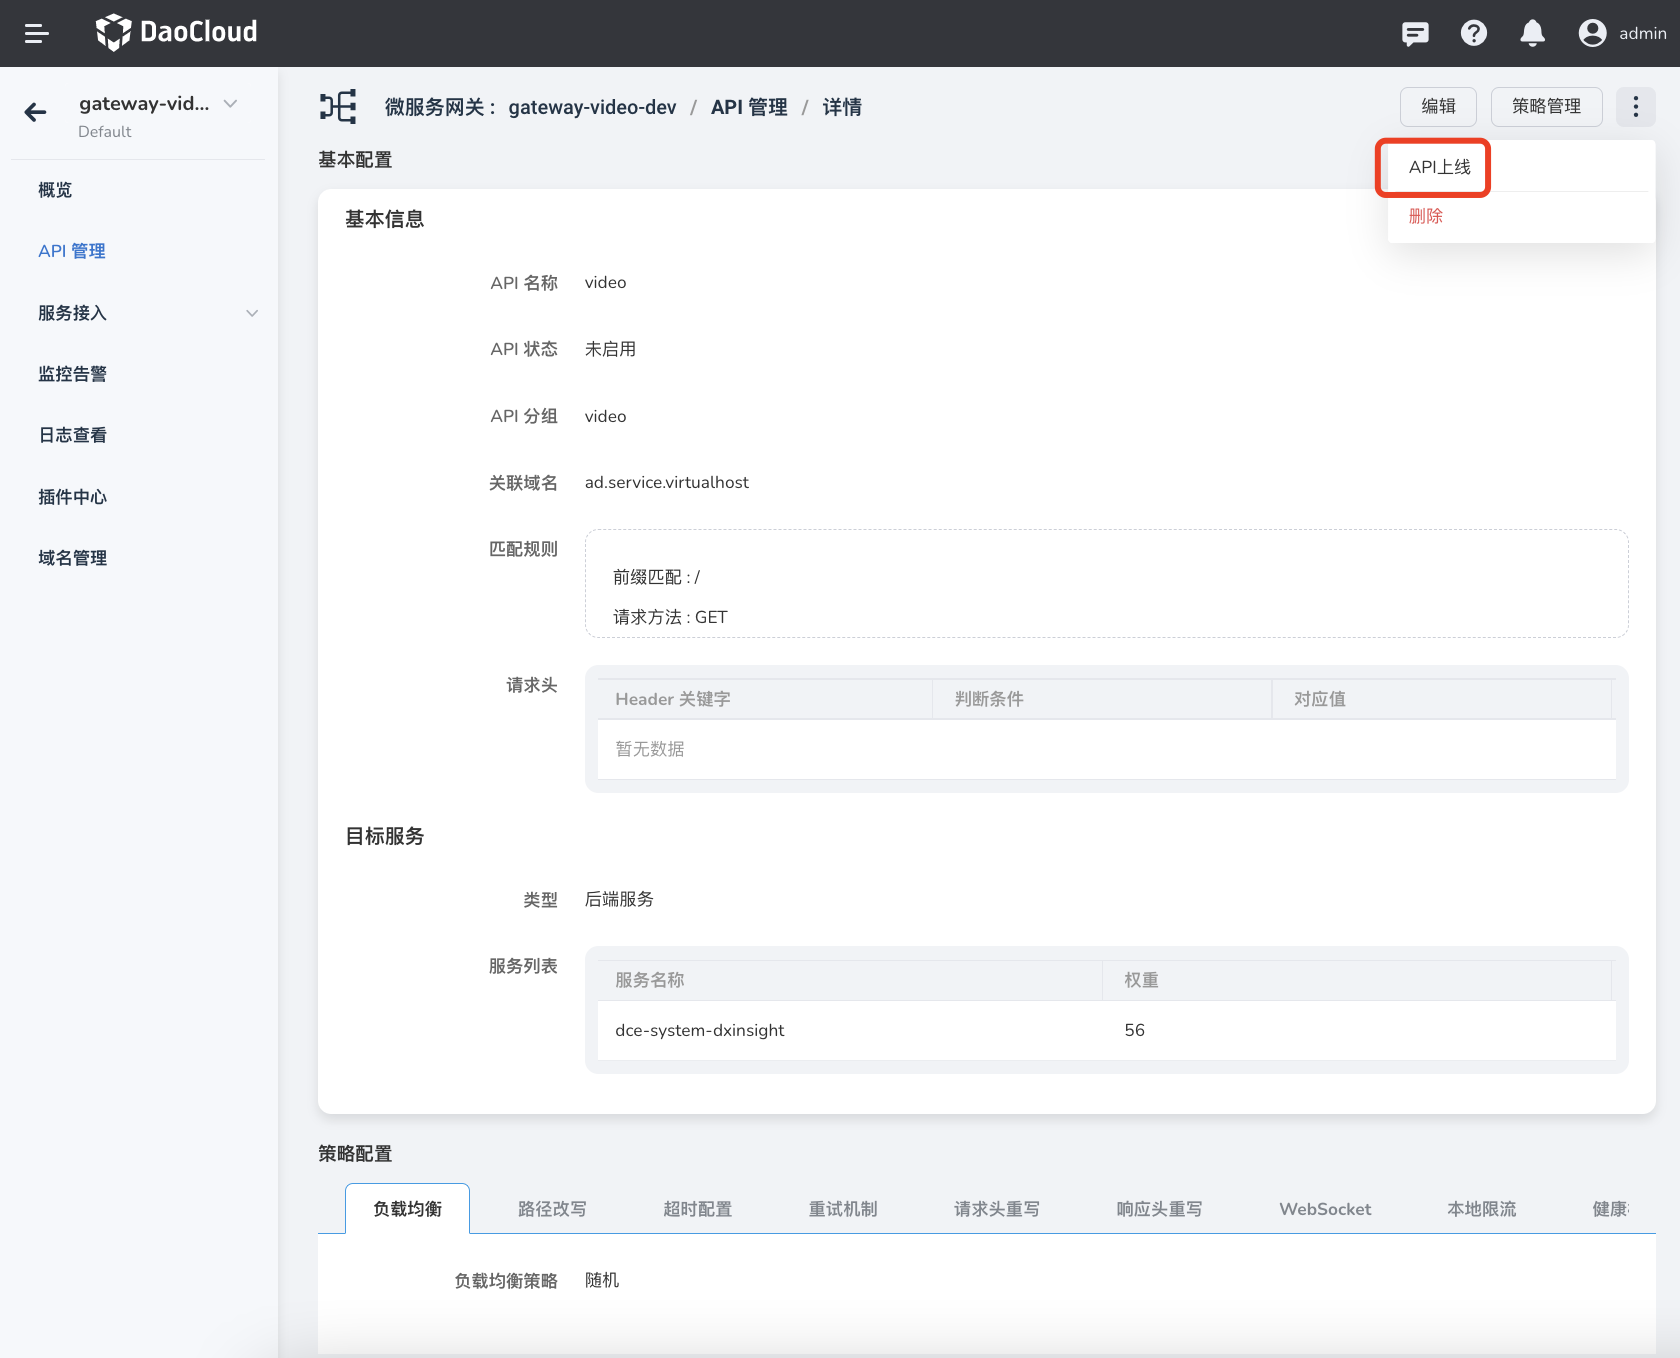 DaoCloud
admin
gateway-vid...
Default
概览
API 管理
服务接入
监控告警
日志查看
插件中心
域名管理
微服务网关： gateway-video-dev / API 管理 / 详情
编辑
策略管理
API上线
删除
基本配置
基本信息
API 名称 video
API 状态 未启用
API 分组 video
关联域名 ad.service.virtualhost
匹配规则
前缀匹配 : /
请求方法 : GET
请求头
Header 关键字 判断条件 对应值
暂无数据
目标服务
类型 后端服务
服务列表
服务名称 权重
dce-system-dxinsight 56
策略配置
负载均衡 路径改写 超时配置 重试机制 请求头重写 响应头重写 WebSocket 本地限流 健康
负载均衡策略 随机